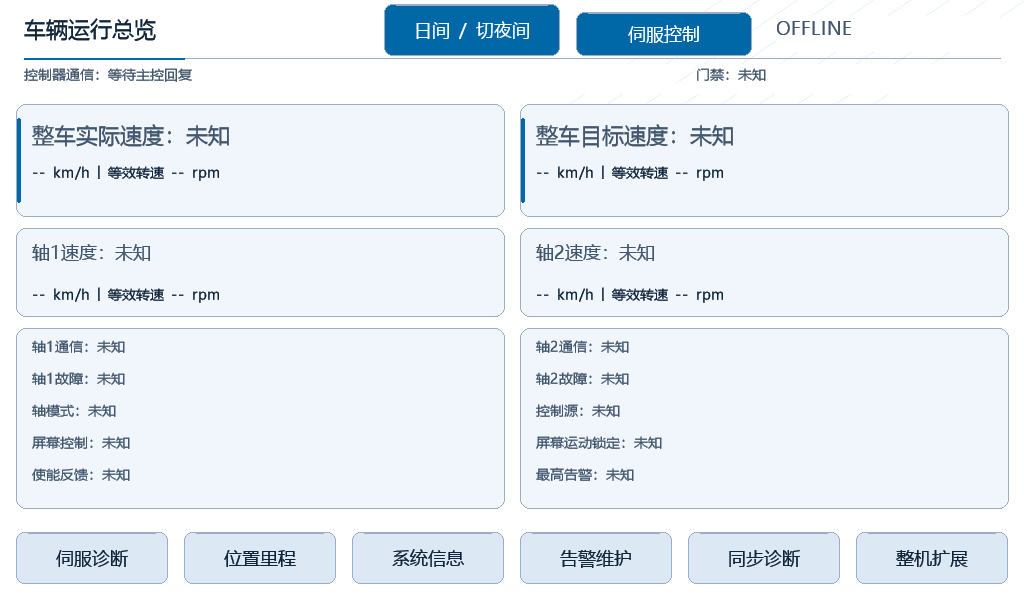 车辆运行总览
日间 / 切夜间
伺服控制
OFFLINE
控制器通信：等待主控回复
门禁：未知
整车实际速度：未知
-- km/h | 等效转速 -- rpm
整车目标速度：未知
-- km/h | 等效转速 -- rpm
轴1速度：未知
-- km/h | 等效转速 -- rpm
轴2速度：未知
-- km/h | 等效转速 -- rpm
轴1通信：未知
轴1故障：未知
轴模式：未知
屏幕控制：未知
使能反馈：未知
轴2通信：未知
轴2故障：未知
控制源：未知
屏幕运动锁定：未知
最高告警：未知
伺服诊断
位置里程
系统信息
告警维护
同步诊断
整机扩展